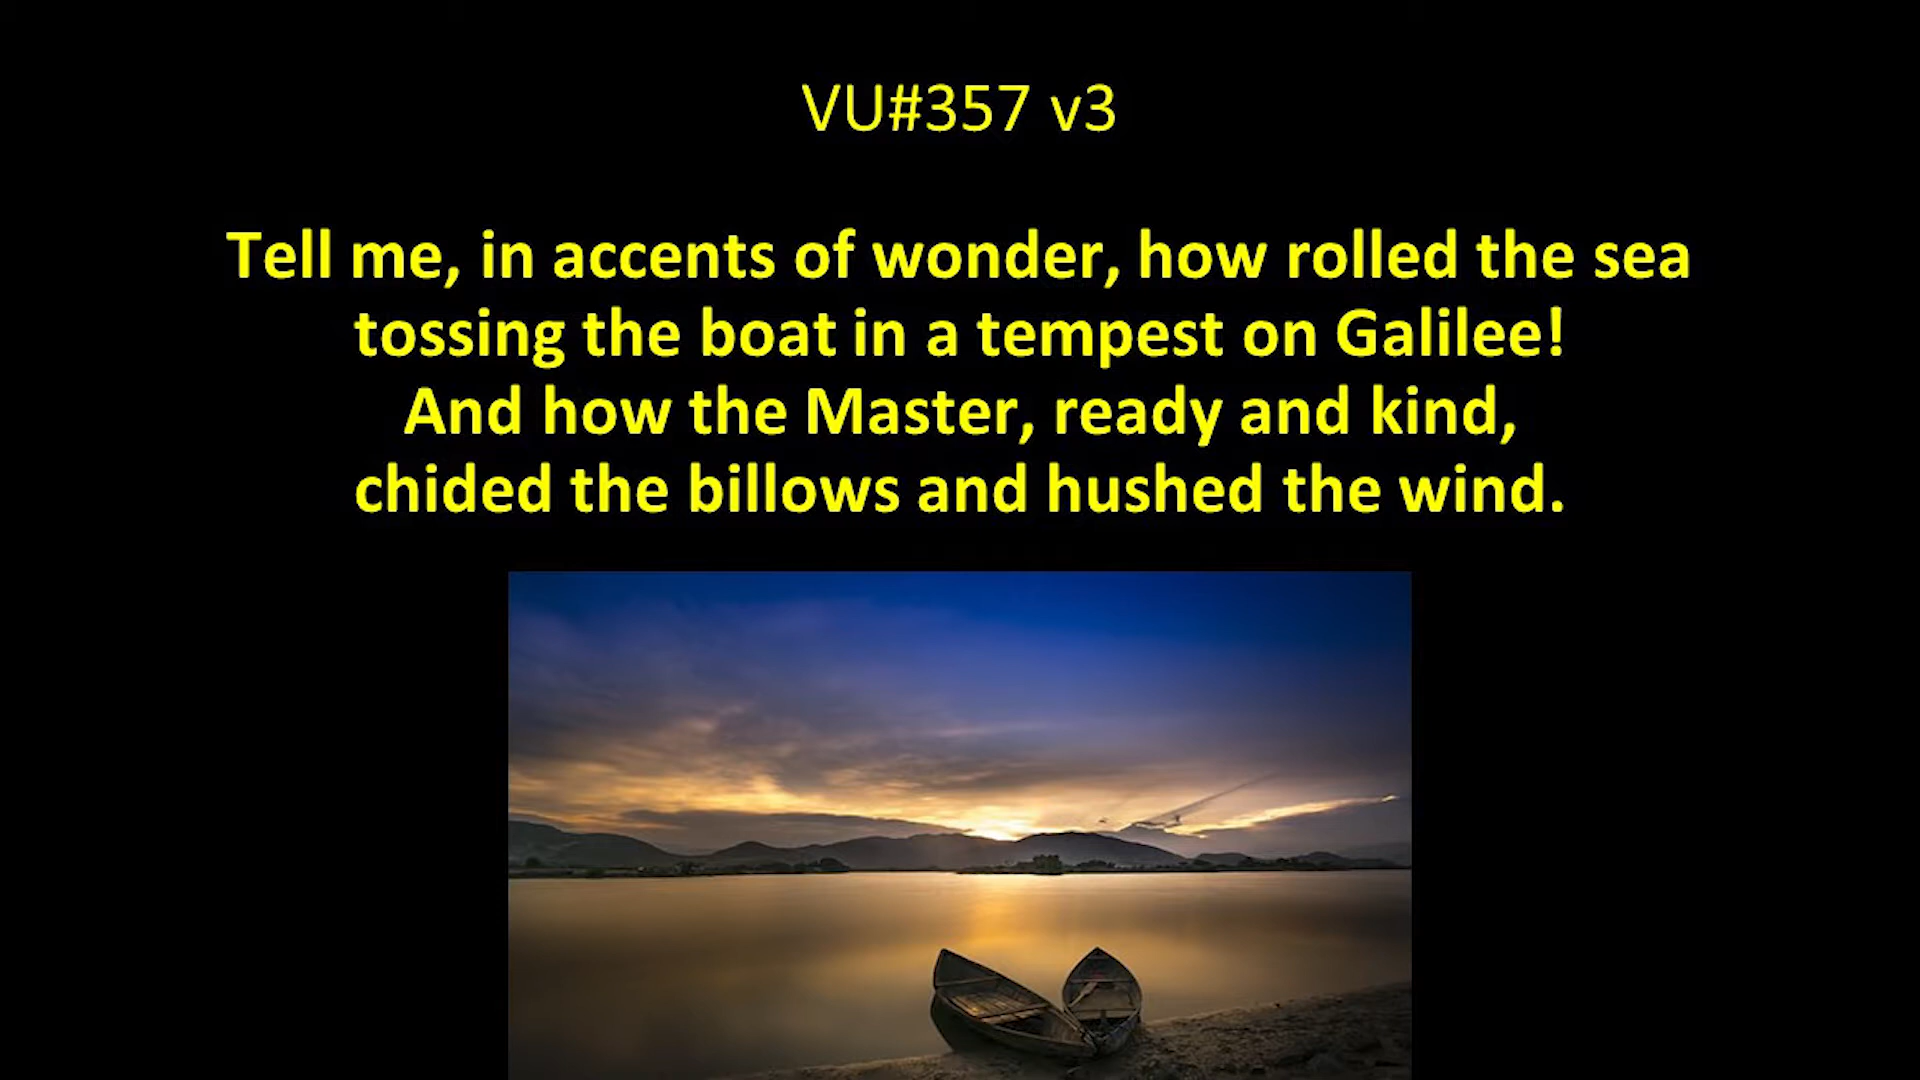 VU#357 v3
Tell me, in accents of wonder, how rolled the sea
tossing the boat in a tempest on Galilee!
And how the Master, ready and kind,
chided the billows and hushed the wind.